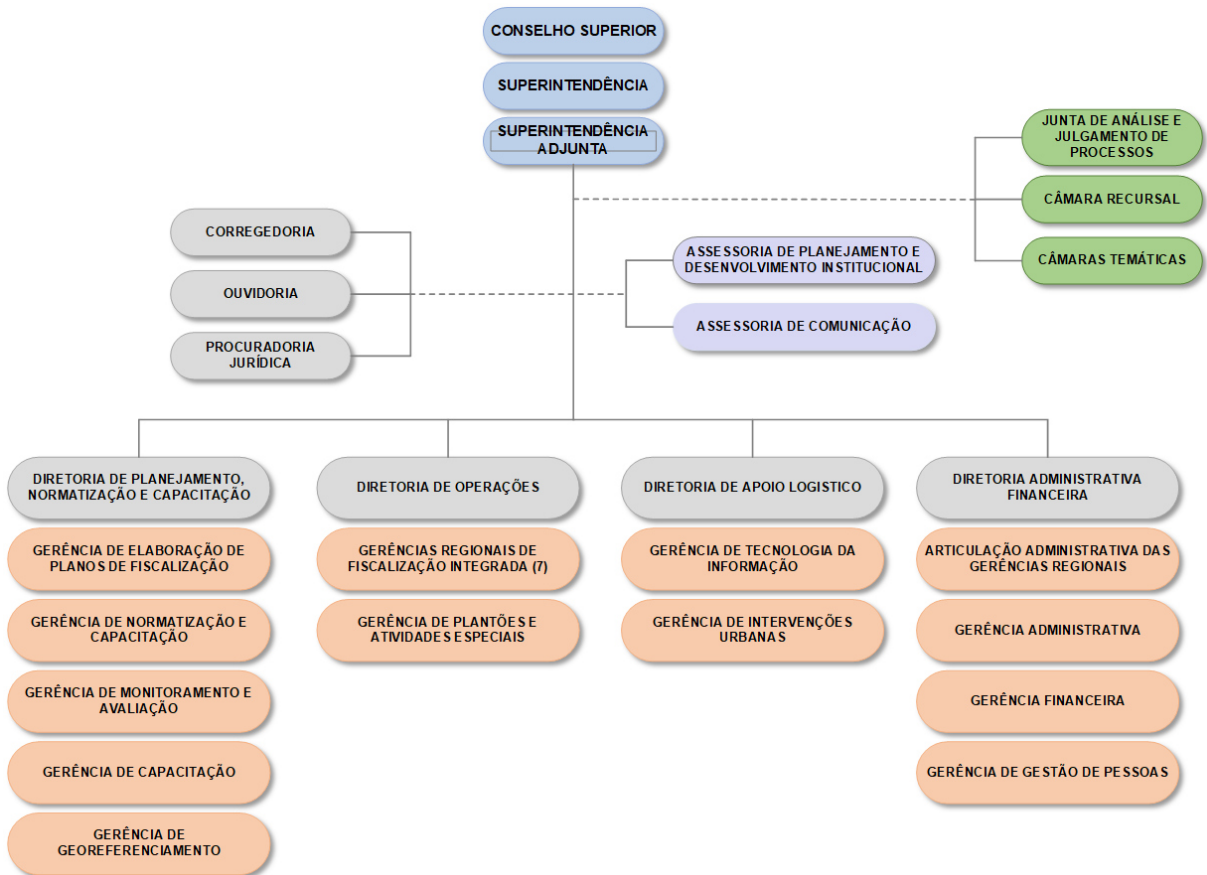 CONSELHO SUPERIOR
SUPERINTENDÊNCIA
SUPERINTENDÊNCIA
ADJUNTA
JUNTA DE ANÁLISE E
JULGAMENTO DE
PROCESSOS
CÂMARA RECURSAL
CÂMARAS TEMÁTICAS
CORREGEDORIA
OUVIDORIA
PROCURADORIA
JURÍDICA
ASSESSORIA DE PLANEJAMENTO E
DESENVOLVIMENTO INSTITUCIONAL
ASSESSORIA DE COMUNICAÇÃO
DIRETORIA DE PLANEJAMENTO,
NORMATIZAÇÃO E CAPACITAÇÃO
GERÊNCIA DE ELABORAÇÃO DE
PLANOS DE FISCALIZAÇÃO
GERÊNCIA DE NORMATIZAÇÃO E
CAPACITAÇÃO
GERÊNCIA DE MONITORAMENTO E
AVALIAÇÃO
GERÊNCIA DE CAPACITAÇÃO
GERÊNCIA DE
GEOREFERENCIAMENTO
DIRETORIA DE OPERAÇÕES
GERÊNCIAS REGIONAIS DE
FISCALIZAÇÃO INTEGRADA (7)
GERÊNCIA DE PLANTÕES E
ATIVIDADES ESPECIAIS
DIRETORIA DE APOIO LOGISTICO
GERÊNCIA DE TECNOLOGIA DA
INFORMAÇÃO
GERÊNCIA DE INTERVENÇÕES
URBANAS
DIRETORIA ADMINISTRATIVA
FINANCEIRA
ARTICULAÇÃO ADMINISTRATIVA DAS
GERÊNCIAS REGIONAIS
GERÊNCIA ADMINISTRATIVA
GERÊNCIA FINANCEIRA
GERÊNCIA DE GESTÃO DE PESSOAS